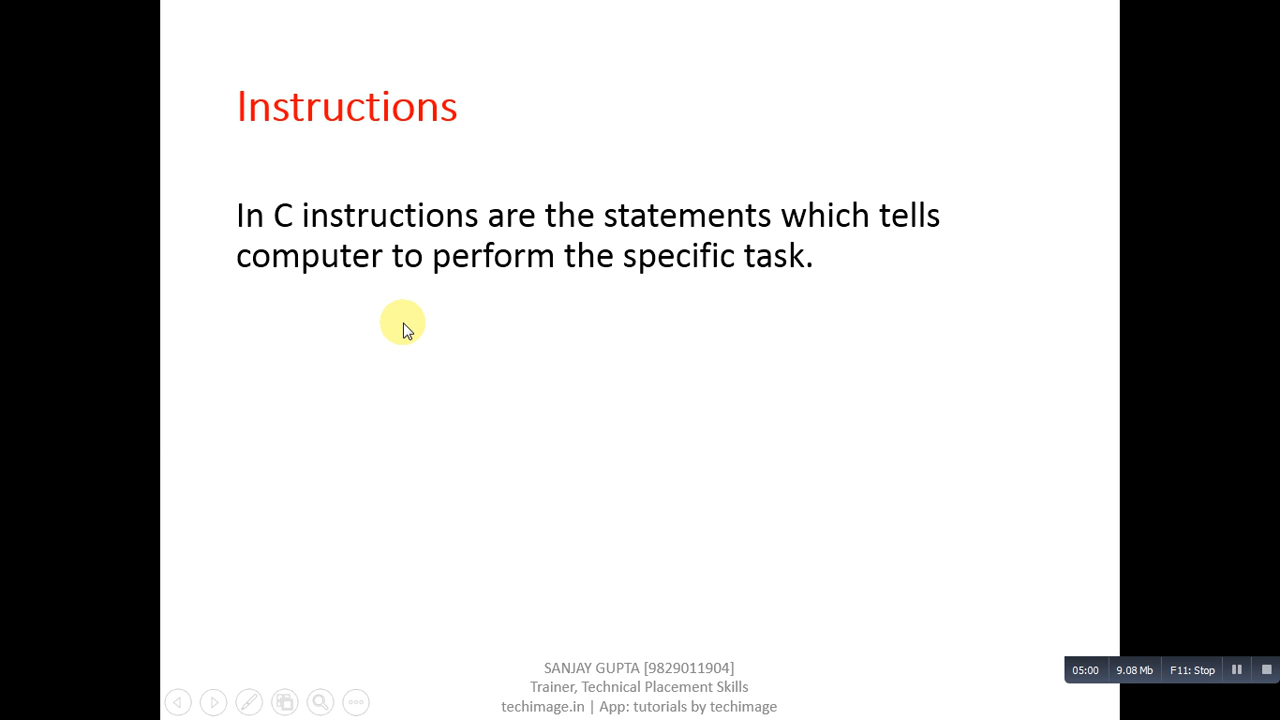 Instructions
In C instructions are the statements which tells
computer to perform the specific task.
SANJAY GUPTA [9829011904]
Trainer, Technical Placement Skills
techimage.in | App: tutorials by techimage
05:00 9.08 Mb F11: Stop